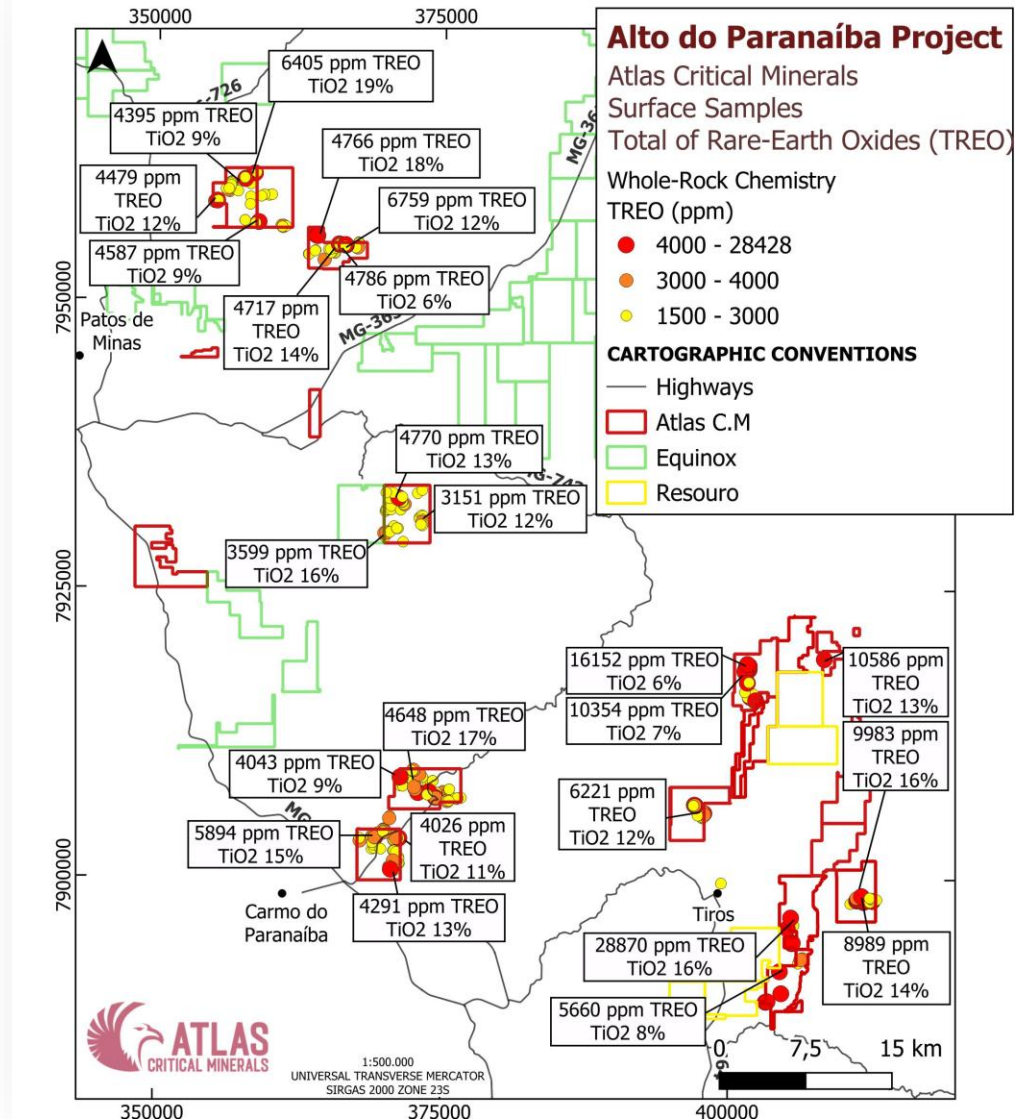 350000
375000
Alto do Paranaíba Project
Atlas Critical Minerals
Surface Samples
Total of Rare-Earth Oxides (TREO)
Whole-Rock Chemistry
TREO (ppm)
4000 - 28428
3000 - 4000
1500 - 3000
CARTOGRAPHIC CONVENTIONS
Highways
Atlas C.M
Equinox
Resouro
6405 ppm TREO
TiO2 19%
-726
4395 ppm TREO
TiO2 9%
4766 ppm TREO
TiO2 18%
MG-36
4479 ppm
TREO
TiO2 12%
6759 ppm TREO
TiO2 12%
4587 ppm TREO
TiO2 9%
4786 ppm TREO
TiO2 6%
4717 ppm
TREO
TiO2 14%
MG-365
7950000
Patos de
Minas
4770 ppm TREO
TiO2 13%
3151 ppm TREO
TiO2 12%
3599 ppm TREO
TiO2 16%
7925000
16152 ppm TREO
TiO2 6%
10586 ppm
TREO
TiO2 13%
10354 ppm TREO
TiO2 7%
4648 ppm TREO
TiO2 17%
9983 ppm
TREO
TiO2 16%
4043 ppm TREO
TiO2 9%
6221 ppm
TREO
TiO2 12%
MG
5894 ppm TREO
TiO2 15%
4026 ppm
TREO
TiO2 11%
7900000
Carmo do
Paranaíba
4291 ppm TREO
TiO2 13%
Tiros
28870 ppm TREO
TiO2 16%
8989 ppm
TREO
TiO2 14%
5660 ppm TREO
TiO2 8%
ATLAS
CRITICAL MINERALS
1:500.000
UNIVERSAL TRANSVERSE MERCATOR
SIRGAS 2000 ZONE 23S
0 7,5 15 km
350000
375000
400000